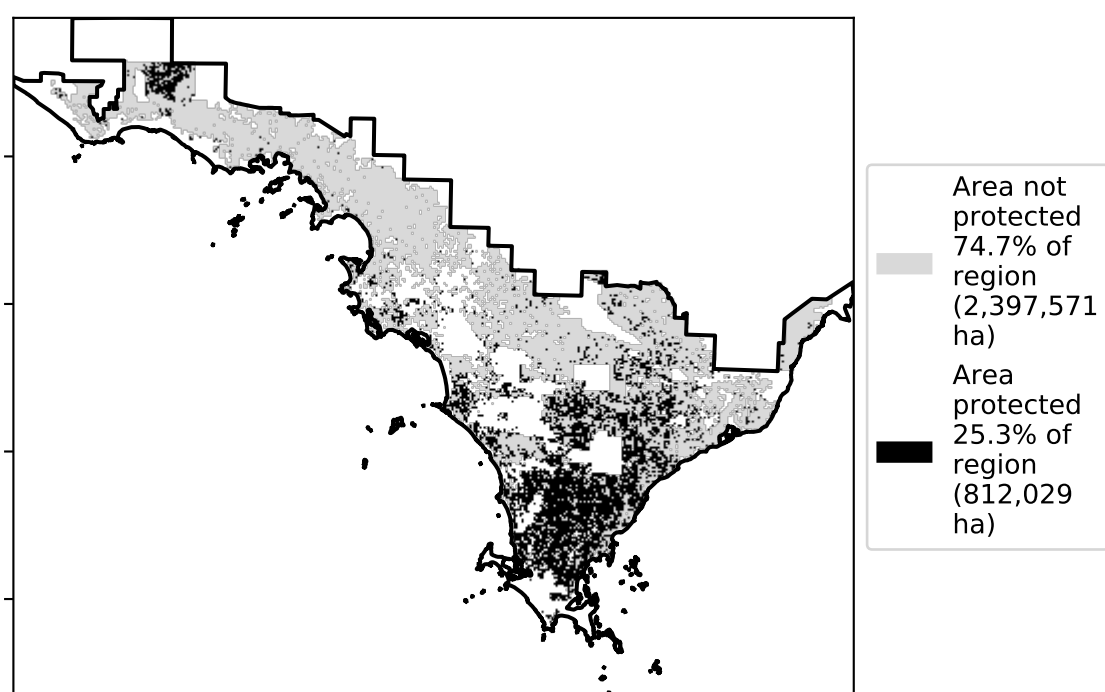 Area not
protected
74.7% of
region
(2,397,571
ha)
Area
protected
25.3% of
region
(812,029
ha)